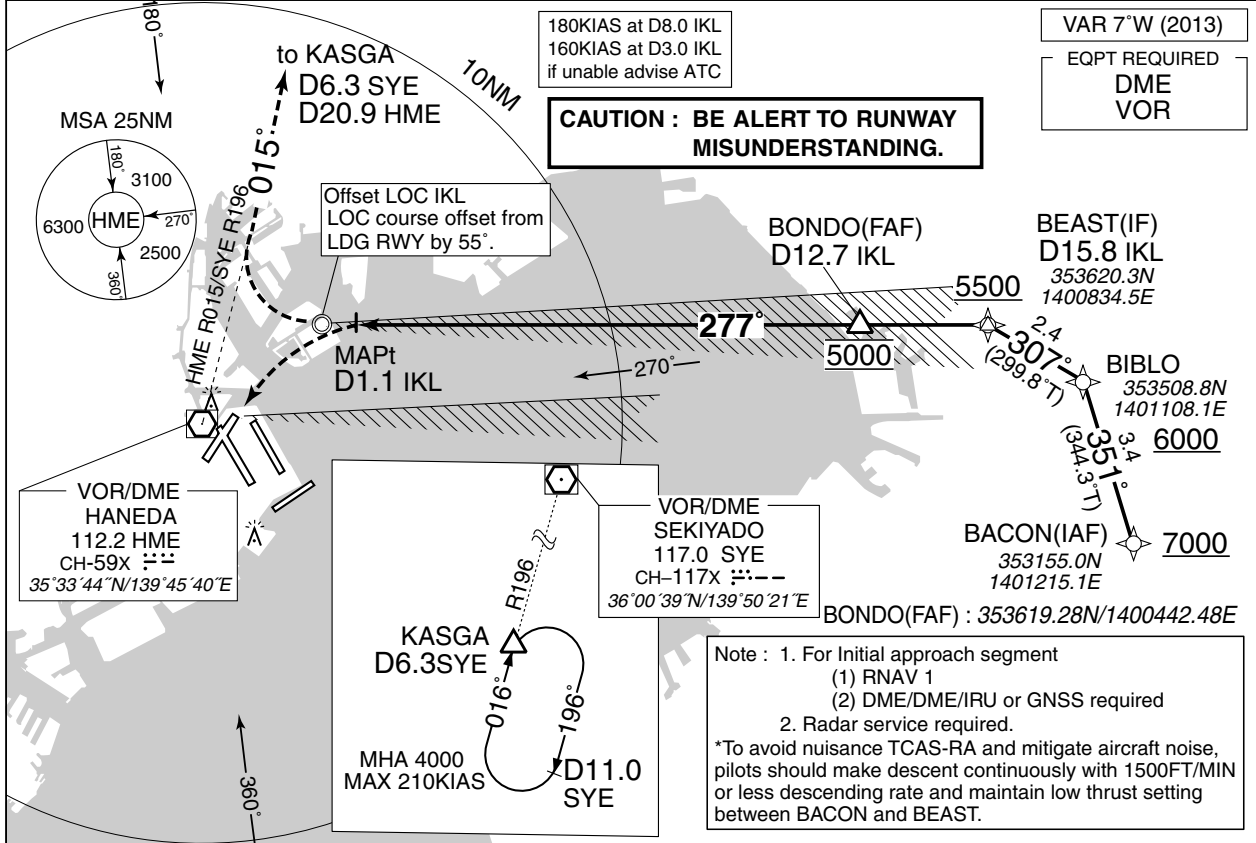 180°
to KASGA
D6.3 SYE
D20.9 HME
10NM
180KIAS at D8.0 IKL
160KIAS at D3.0 IKL
if unable advise ATC
VAR 7°W (2013)
EQPT REQUIRED
DME
VOR
CAUTION : BE ALERT TO RUNWAY
MISUNDERSTANDING.
MSA 25NM
180°
3100
HME
270°
6300
2500
360°
015°
HME R015/SYE R196
Offset LOC IKL
LOC course offset from
LDG RWY by 55°.
BONDO(FAF)
D12.7 IKL
BEAST(IF)
D15.8 IKL
353620.3N
1400834.5E
5500
277°
5000
MAPt
D1.1 IKL
270°
2.4
307°
(299.8°T)
BIBLO
353508.8N
1401108.1E
6000
3.4
351°
(344.3°T)
BACON(IAF)
353155.0N
1401215.1E
7000
VOR/DME
HANEDA
112.2 HME
CH-59X
35°33´44˝N/139°45´40˝E
VOR/DME
SEKIYADO
117.0 SYE
CH–117X
36°00´39˝N/139°50´21˝E
R196
KASGA
D6.3SYE
016°
196°
MHA 4000
MAX 210KIAS
D11.0
SYE
360°
BONDO(FAF) : 353619.28N/1400442.48E
Note : 1. For Initial approach segment
(1) RNAV 1
(2) DME/DME/IRU or GNSS required
2. Radar service required.
*To avoid nuisance TCAS-RA and mitigate aircraft noise,
pilots should make descent continuously with 1500FT/MIN
or less descending rate and maintain low thrust setting
between BACON and BEAST.